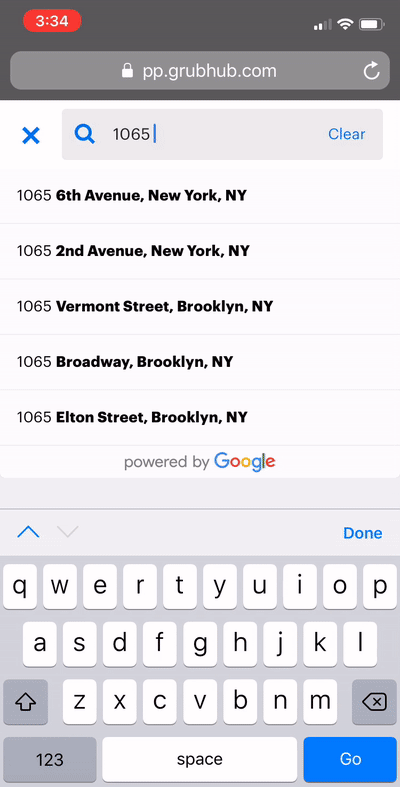 3:34
pp.grubhub.com
1065 Clear
1065 6th Avenue, New York, NY
1065 2nd Avenue, New York, NY
1065 Vermont Street, Brooklyn, NY
1065 Broadway, Brooklyn, NY
1065 Elton Street, Brooklyn, NY
powered by Google
Done
q w e r t y u i o p
a s d f g h j k l
z x c v b n m
123 space Go